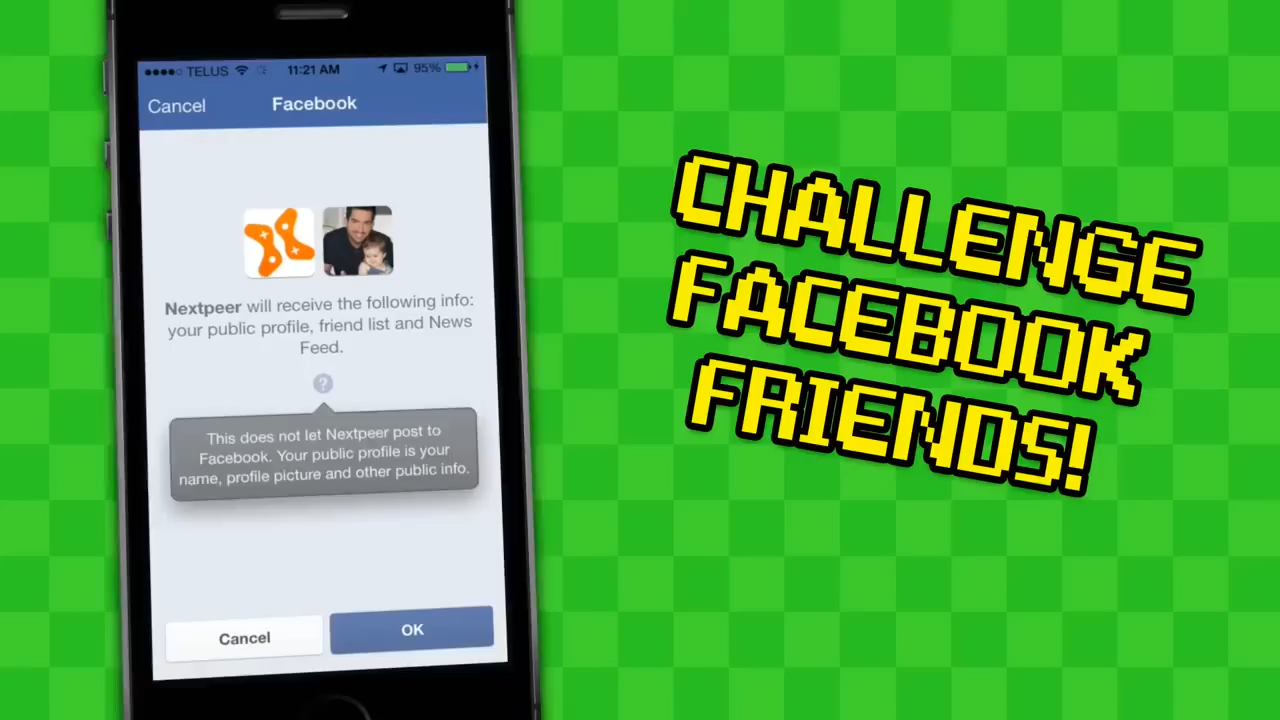 TELUS 11:21 AM 95%
Cancel Facebook
Nextpeer will receive the following info:
your public profile, friend list and News
Feed.
?
This does not let Nextpeer post to
Facebook. Your public profile is your
name, profile picture and other public info.
Cancel OK
CHALLENGE
FACEBOOK
FRIENDS!